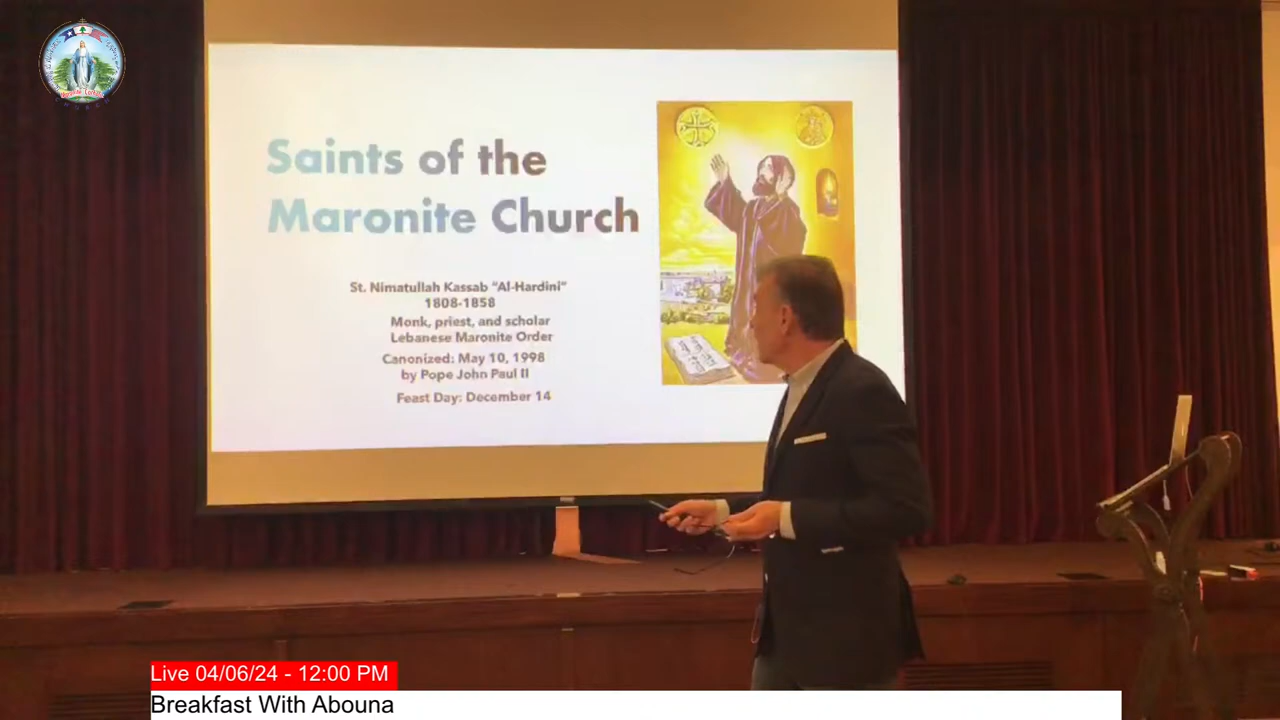 Saints of the
Maronite Church
St. Nimatullah Kassab “Al-Hardini”
1808-1858
Monk, priest, and scholar
Lebanese Maronite Order
Canonized: May 10, 1998
by Pope John Paul II
Feast Day: December 14
Live 04/06/24 - 12:00 PM
Breakfast With Abouna